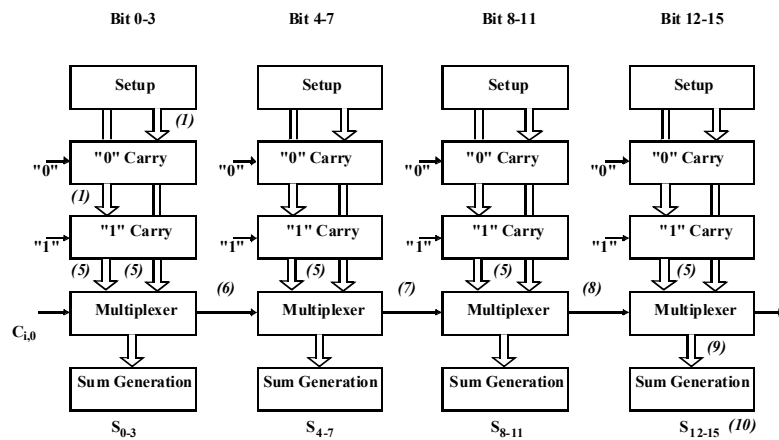 Bit 0-3 Bit 4-7 Bit 8-11 Bit 12-15
Setup Setup Setup Setup
(1)
"0" "0" Carry "0" "0" Carry "0" "0" Carry "0" "0" Carry
(1)
"1" "1" Carry "1" "1" Carry "1" "1" Carry "1" "1" Carry
(5) (5) (5) (5) (5)
(6) (7) (8)
Multiplexer Multiplexer Multiplexer Multiplexer
Ci,0
(9)
Sum Generation Sum Generation Sum Generation Sum Generation
S0-3 S4-7 S8-11 S12-15 (10)